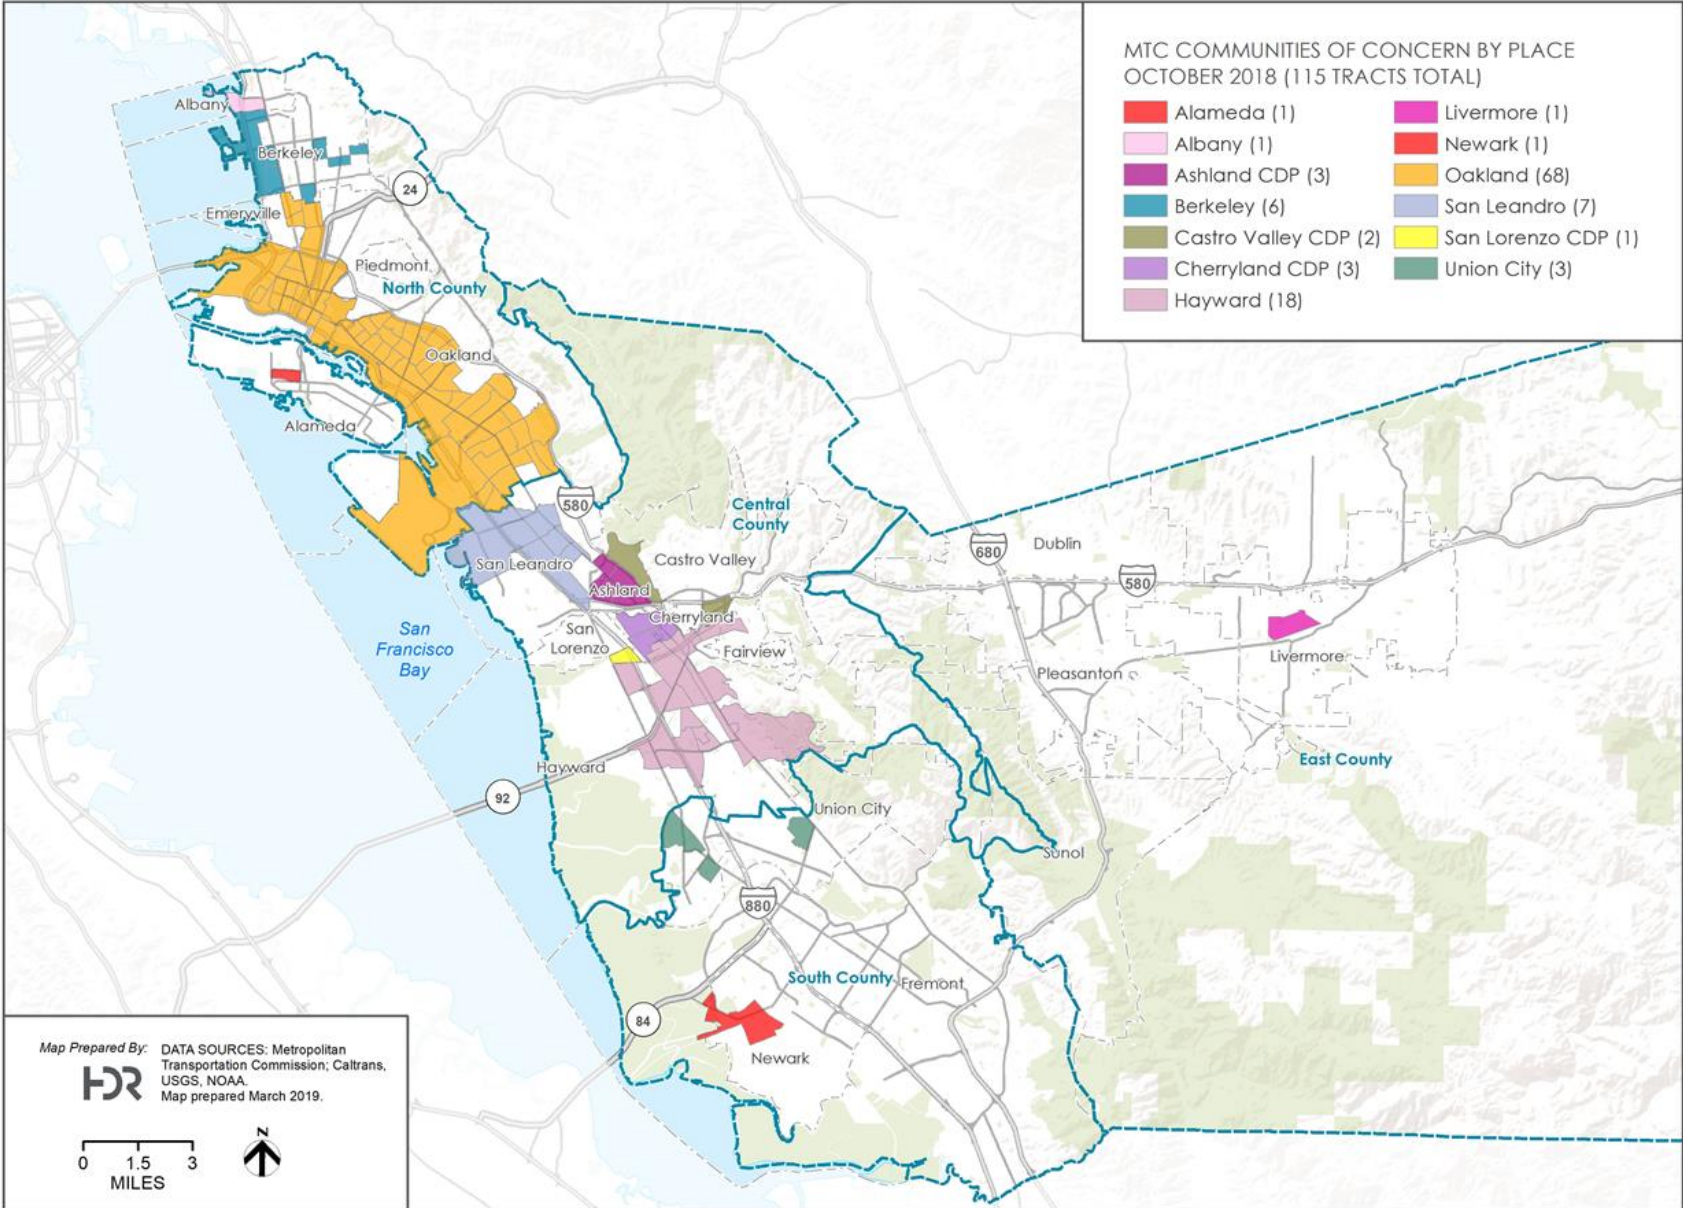 MTC COMMUNITIES OF CONCERN BY PLACE
OCTOBER 2018 (115 TRACTS TOTAL)
Alameda (1)
Albany (1)
Ashland CDP (3)
Berkeley (6)
Castro Valley CDP (2)
Cherryland CDP (3)
Hayward (18)
Livermore (1)
Newark (1)
Oakland (68)
San Leandro (7)
San Lorenzo CDP (1)
Union City (3)
Albany
Berkeley
24
Emeryville
Piedmont
North County
Oakland
Alameda
580
Central
County
San Leandro
Castro Valley
Ashland
Cherryland
San
Lorenzo
Fairview
San
Francisco
Bay
680
Dublin
580
Livermore
Pleasanton
East County
Hayward
92
Union City
Sunol
880
South County
Fremont
84
Newark
Map Prepared By:
HDR
DATA SOURCES: Metropolitan
Transportation Commission; Caltrans,
USGS, NOAA.
Map prepared March 2019.
0 1.5 3
MILES
N